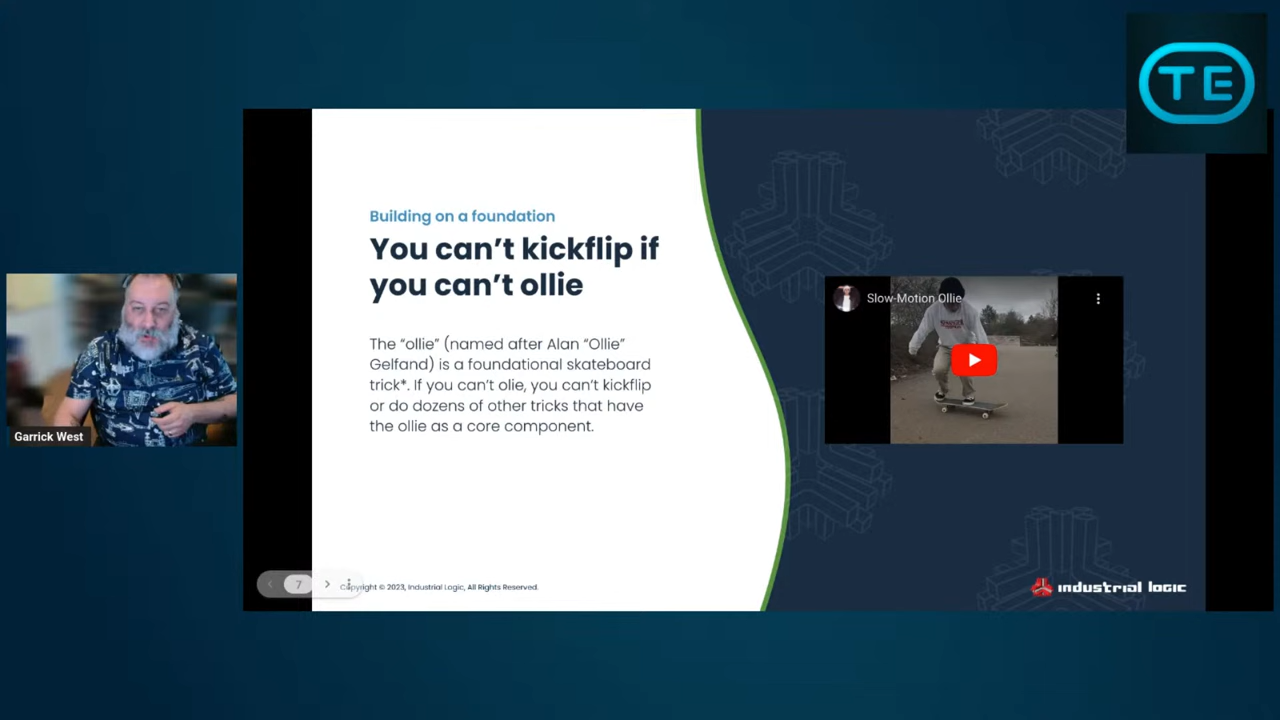 TE
Building on a foundation
You can't kickflip if
you can't ollie
The “ollie” (named after Alan “Ollie”
Gelfand) is a foundational skateboard
trick*. If you can't olie, you can't kickflip
or do dozens of other tricks that have
the ollie as a core component.
Slow-Motion Ollie
Garrick West
7
Copyright © 2023, Industrial Logic, All Rights Reserved.
industrial logic